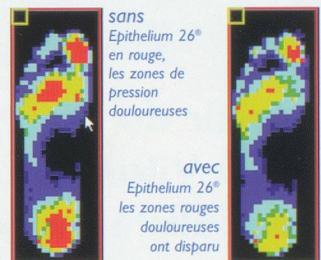 sans
Epithelium 26®
en rouge,
les zones de
pression
douloureuses
avec
Epithelium 26®
les zones rouges
douloureuses
ont disparu